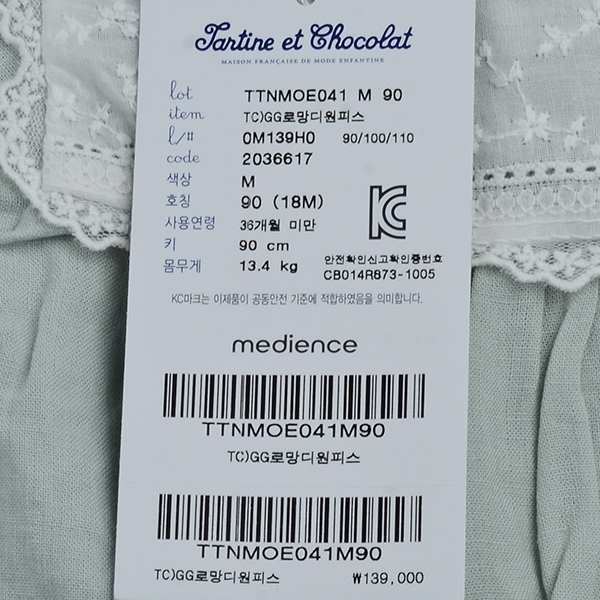 Tartine et Chocolat
MAISON FRANÇAISE DE MODE ENFANTINE
lot TTNMOE041 M 90
item TC)GG로망디원피스
l/# 0M139H0 90/100/110
code 2036617
색상 M
호칭 90 (18M)
사용연령 36개월 미만
키 90 cm
몸무게 13.4 kg
안전확인신고확인증번호
CB014R873-1005
KC마크는 이제품이 공통안전 기준에 적합하였음을 의미합니다.
medience
TTNMOE041M90
TC)GG로망디원피스
TTNMOE041M90
TC)GG로망디원피스 ₩139,000